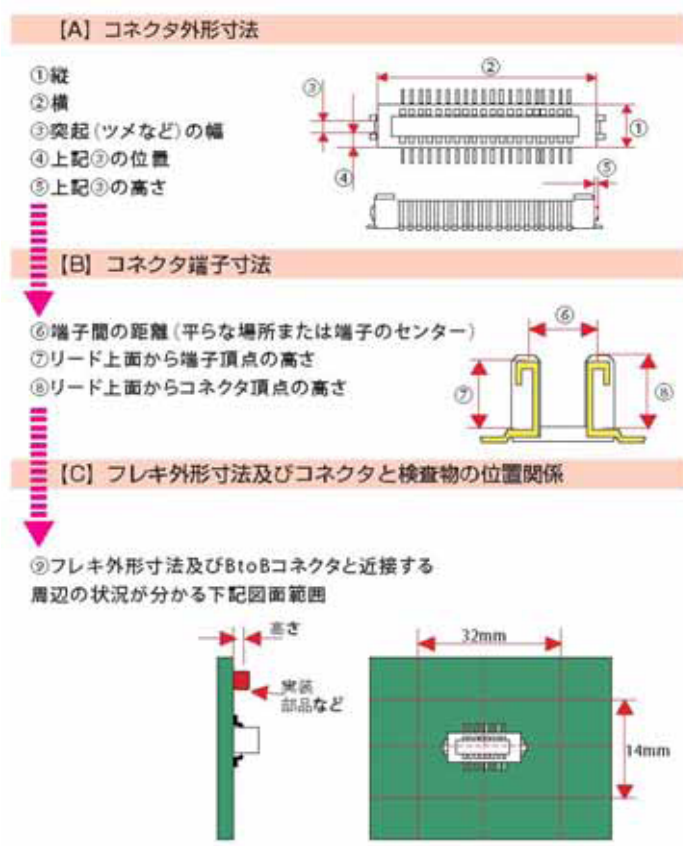 【A】コネクタ外形寸法
①縦
②横
③突起(ツメなど)の幅
④上記③の位置
⑤上記③の高さ
②
③
①
④
⑤
【B】コネクタ端子寸法
⑥端子間の距離(平らな場所または端子のセンター)
⑦リード上面から端子頂点の高さ
⑧リード上面からコネクタ頂点の高さ
⑥
⑦
⑧
【C】フレキ外形寸法及びコネクタと検査物の位置関係
⑨フレキ外形寸法及びBtoBコネクタと近接する
周辺の状況が分かる下記図面範囲
高さ
実装
部品など
32mm
14mm